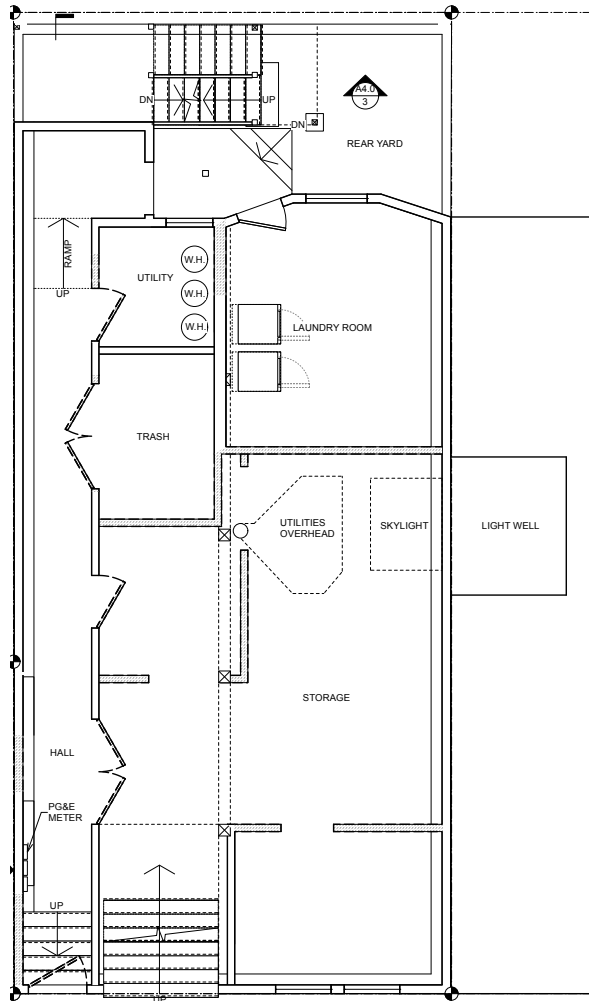 A4.0
3
DN
UP
DN
REAR YARD
RAMP
UP
UTILITY
W.H.
W.H.
W.H.
LAUNDRY ROOM
TRASH
UTILITIES
OVERHEAD
SKYLIGHT
LIGHT WELL
STORAGE
HALL
PG&E
METER
UP
UP